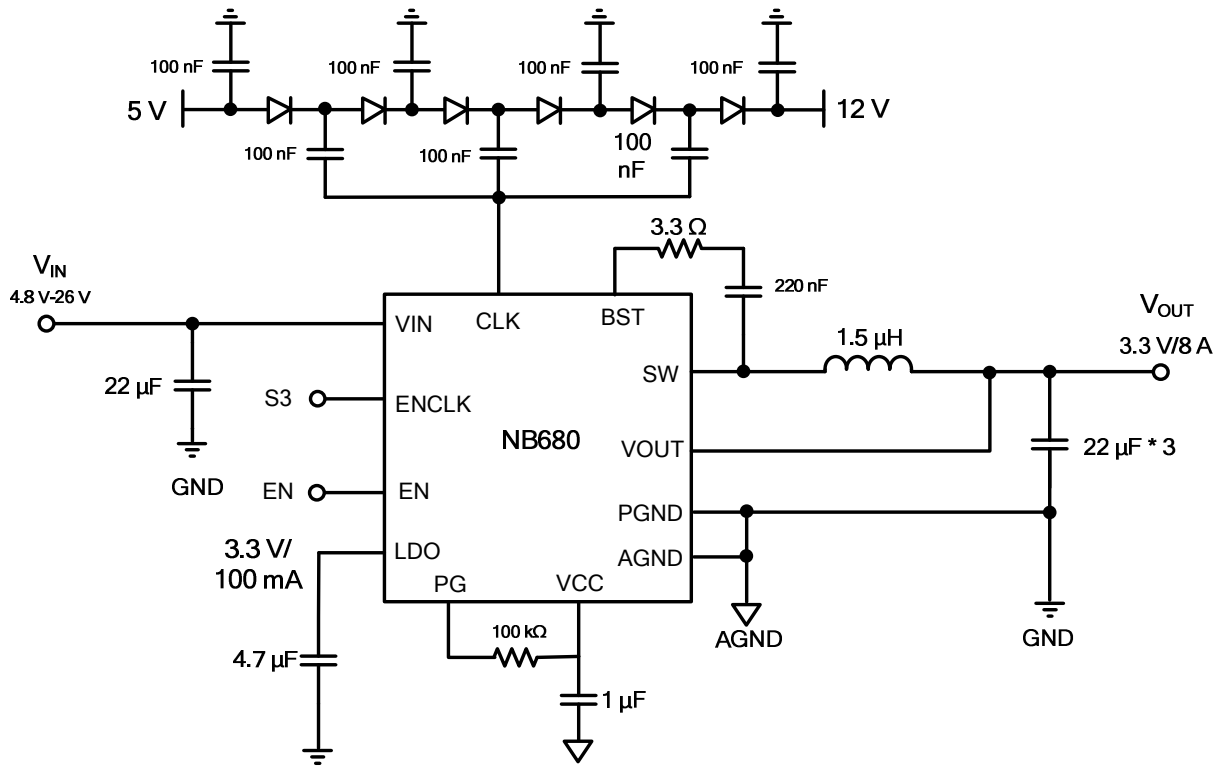 100 nF
100 nF
100 nF
100 nF
5 V
12 V
100 nF
100 nF
100
nF
3.3 Ω
220 nF
VIN
4.8 V-26 V
VIN
CLK
BST
22 µF
GND
S3
ENCLK
EN
EN
3.3 V/
100 mA
LDO
PG
VCC
NB680
SW
VOUT
PGND
AGND
1.5 µH
VOUT
3.3 V/8 A
22 µF * 3
AGND
GND
4.7 µF
100 kΩ
1 µF